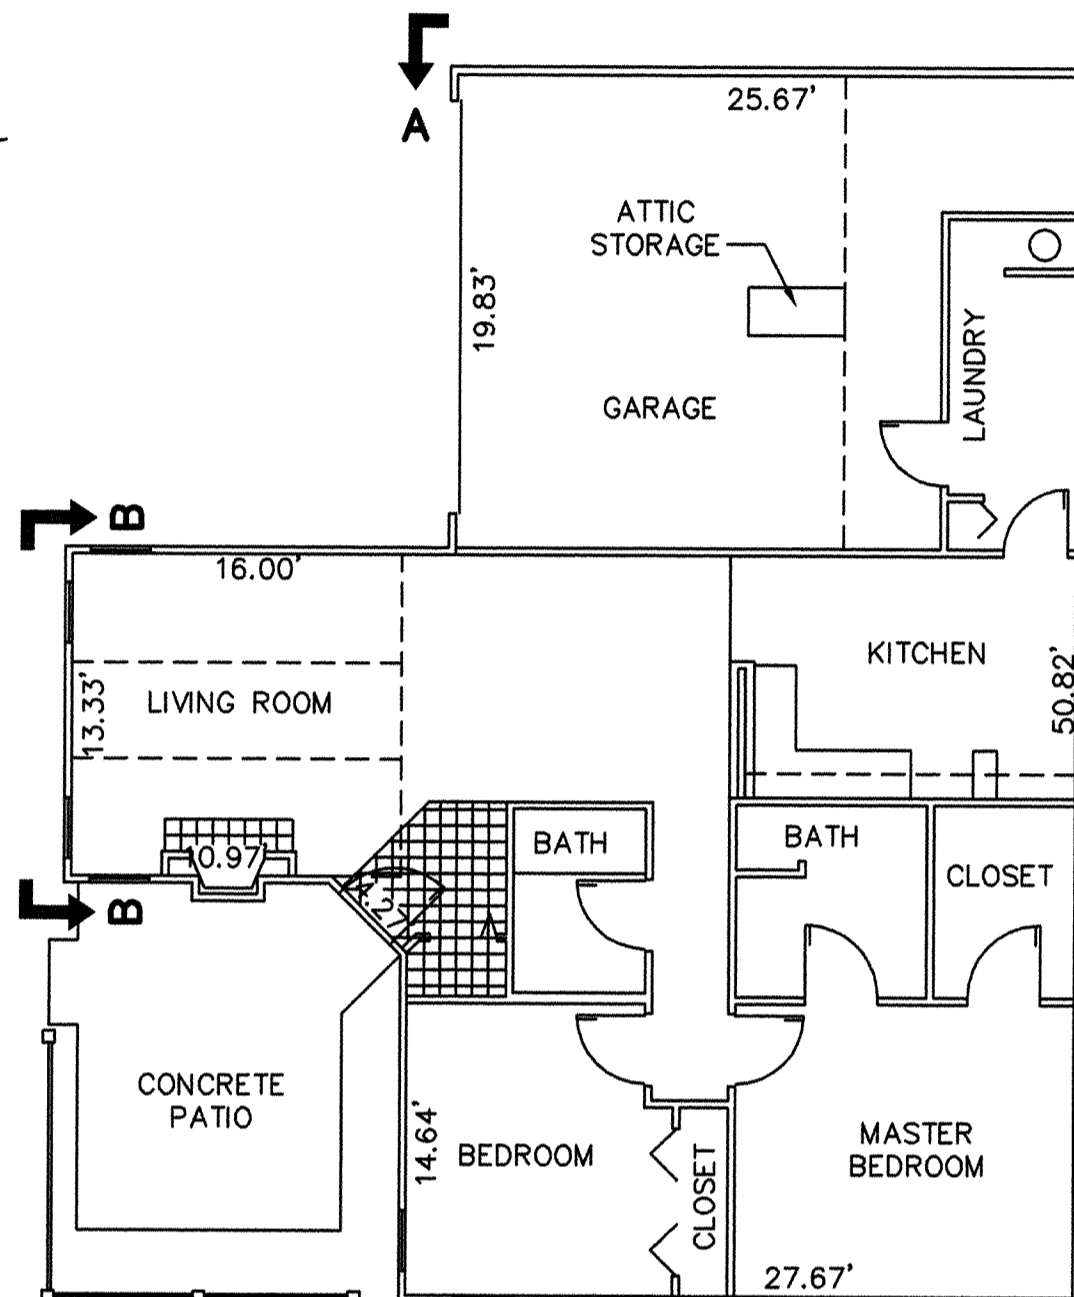 A
25.67'
ATTIC
STORAGE
19.83'
LAUNDRY
GARAGE
B
16.00'
KITCHEN
50.82'
13.33'
LIVING ROOM
BATH
BATH
10.97'
CLOSET
B
CONCRETE
PATIO
14.64'
BEDROOM
CLOSET
MASTER
BEDROOM
27.67'